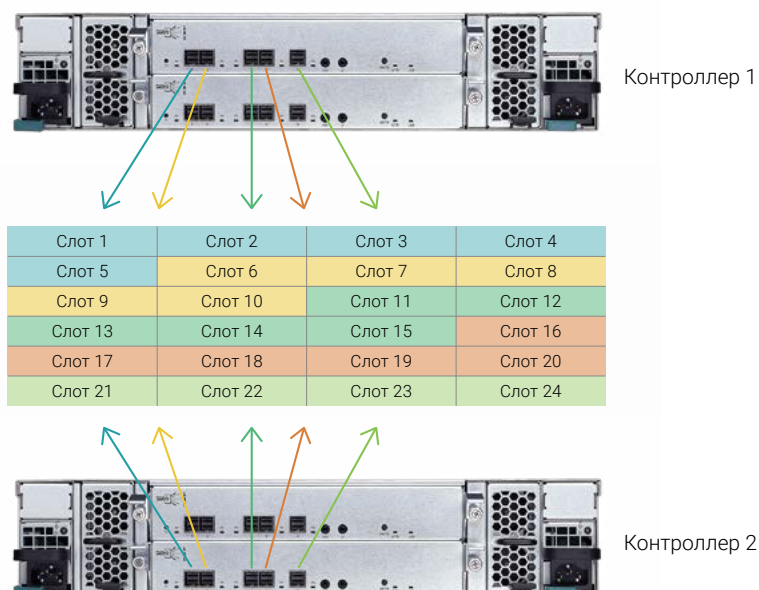 Контроллер 1
Слот 1 Слот 2 Слот 3 Слот 4
Слот 5 Слот 6 Слот 7 Слот 8
Слот 9 Слот 10 Слот 11 Слот 12
Слот 13 Слот 14 Слот 15 Слот 16
Слот 17 Слот 18 Слот 19 Слот 20
Слот 21 Слот 22 Слот 23 Слот 24
Контроллер 2